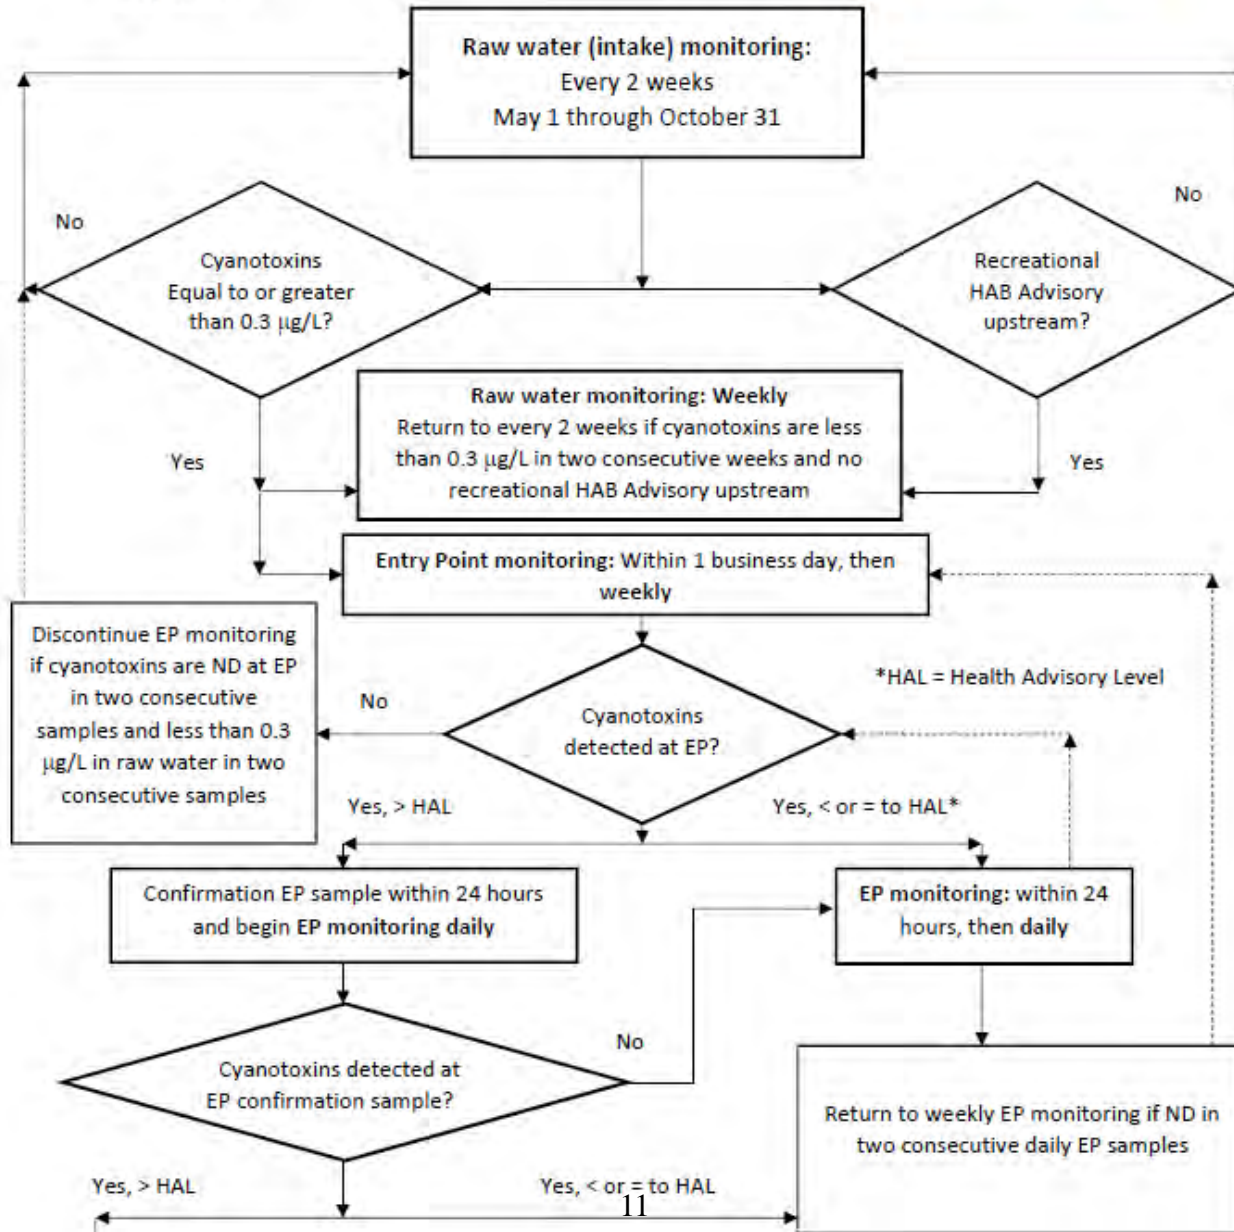 Raw water (intake) monitoring:
Every 2 weeks
May 1 through October 31
No
Cyanotoxins
Equal to or greater
than 0.3 µg/L?
Recreational
HAB Advisory
upstream?
No
Raw water monitoring: Weekly
Return to every 2 weeks if cyanotoxins are less
than 0.3 µg/L in two consecutive weeks and no
recreational HAB Advisory upstream
Yes
Yes
Entry Point monitoring: Within 1 business day, then
weekly
Discontinue EP monitoring
if cyanotoxins are ND at EP
in two consecutive
samples and less than 0.3
µg/L in raw water in two
consecutive samples
No
Cyanotoxins
detected at EP?
*HAL = Health Advisory Level
Yes, > HAL
Yes, < or = to HAL*
Confirmation EP sample within 24 hours
and begin EP monitoring daily
EP monitoring: within 24
hours, then daily
No
Cyanotoxins detected at
EP confirmation sample?
Return to weekly EP monitoring if ND in
two consecutive daily EP samples
Yes, > HAL
Yes, < or = to HAL
11